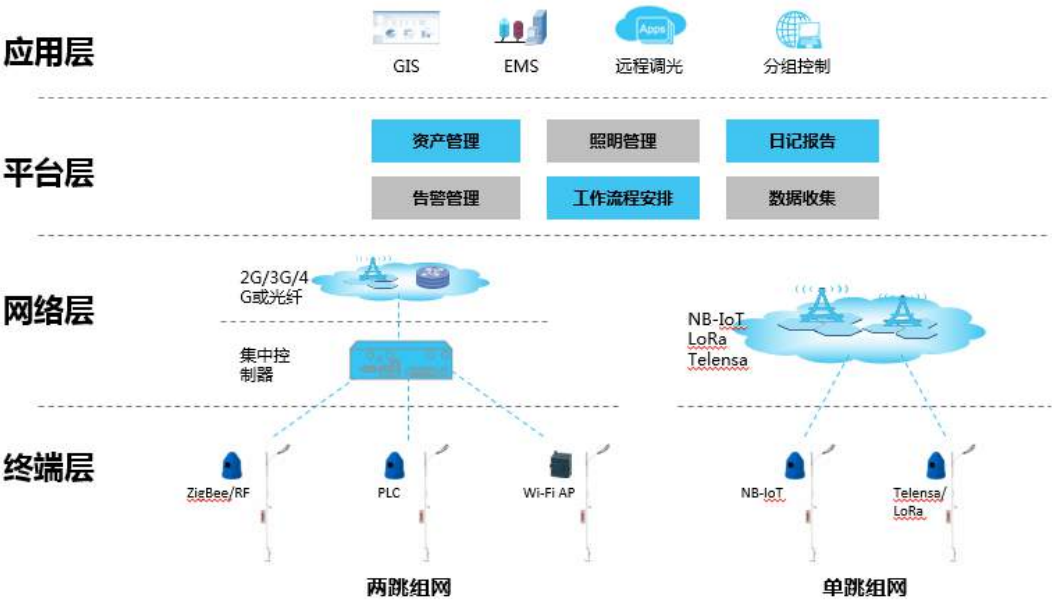 应用层
Apps
GIS
EMS
远程调光
分组控制
平台层
资产管理
照明管理
日记报告
告警管理
工作流程安排
数据收集
网络层
2G/3G/4
G或光纤
集中控
制器
NB-IoT
LoRa
Telensa
终端层
ZigBee/RF
PLC
Wi-Fi AP
NB-IoT
Telensa/
LoRa
两跳组网
单跳组网